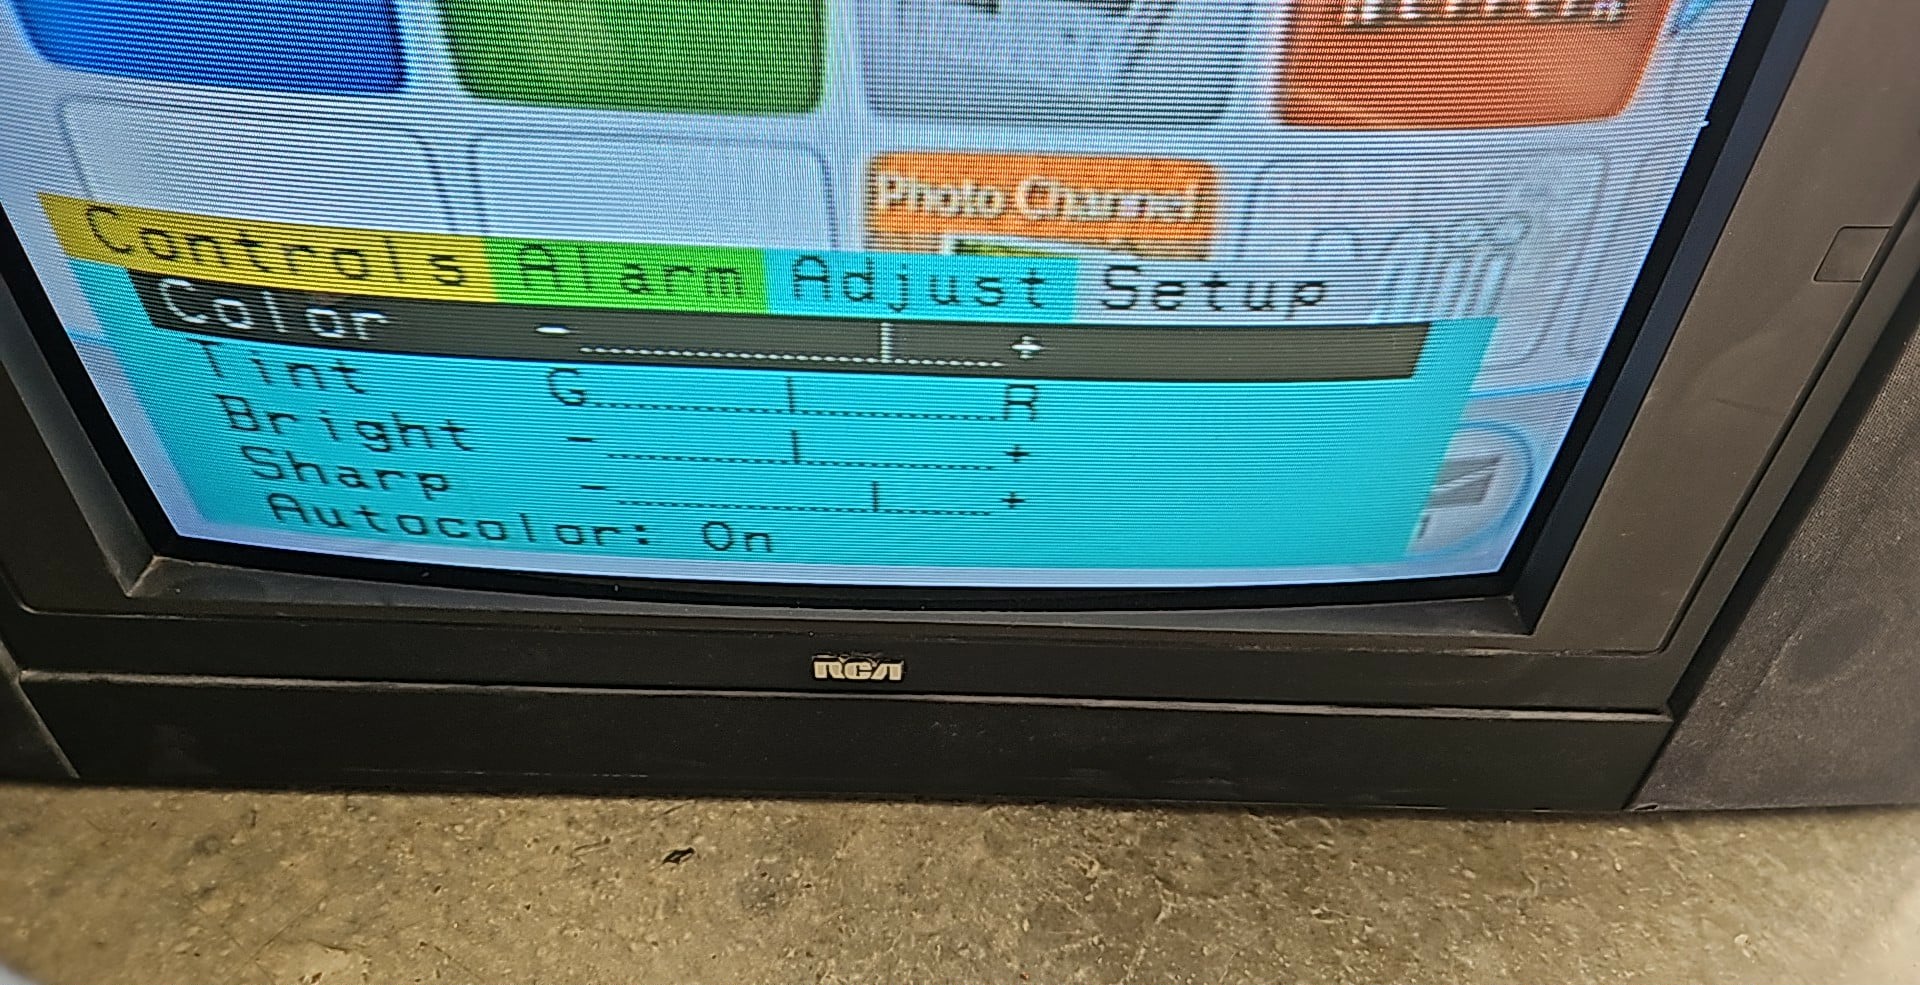 Photo Channel
Controls Alarm Adjust Setup
Color - +
Tint G R
Bright - +
Sharp - +
Autocolor: On
RCA